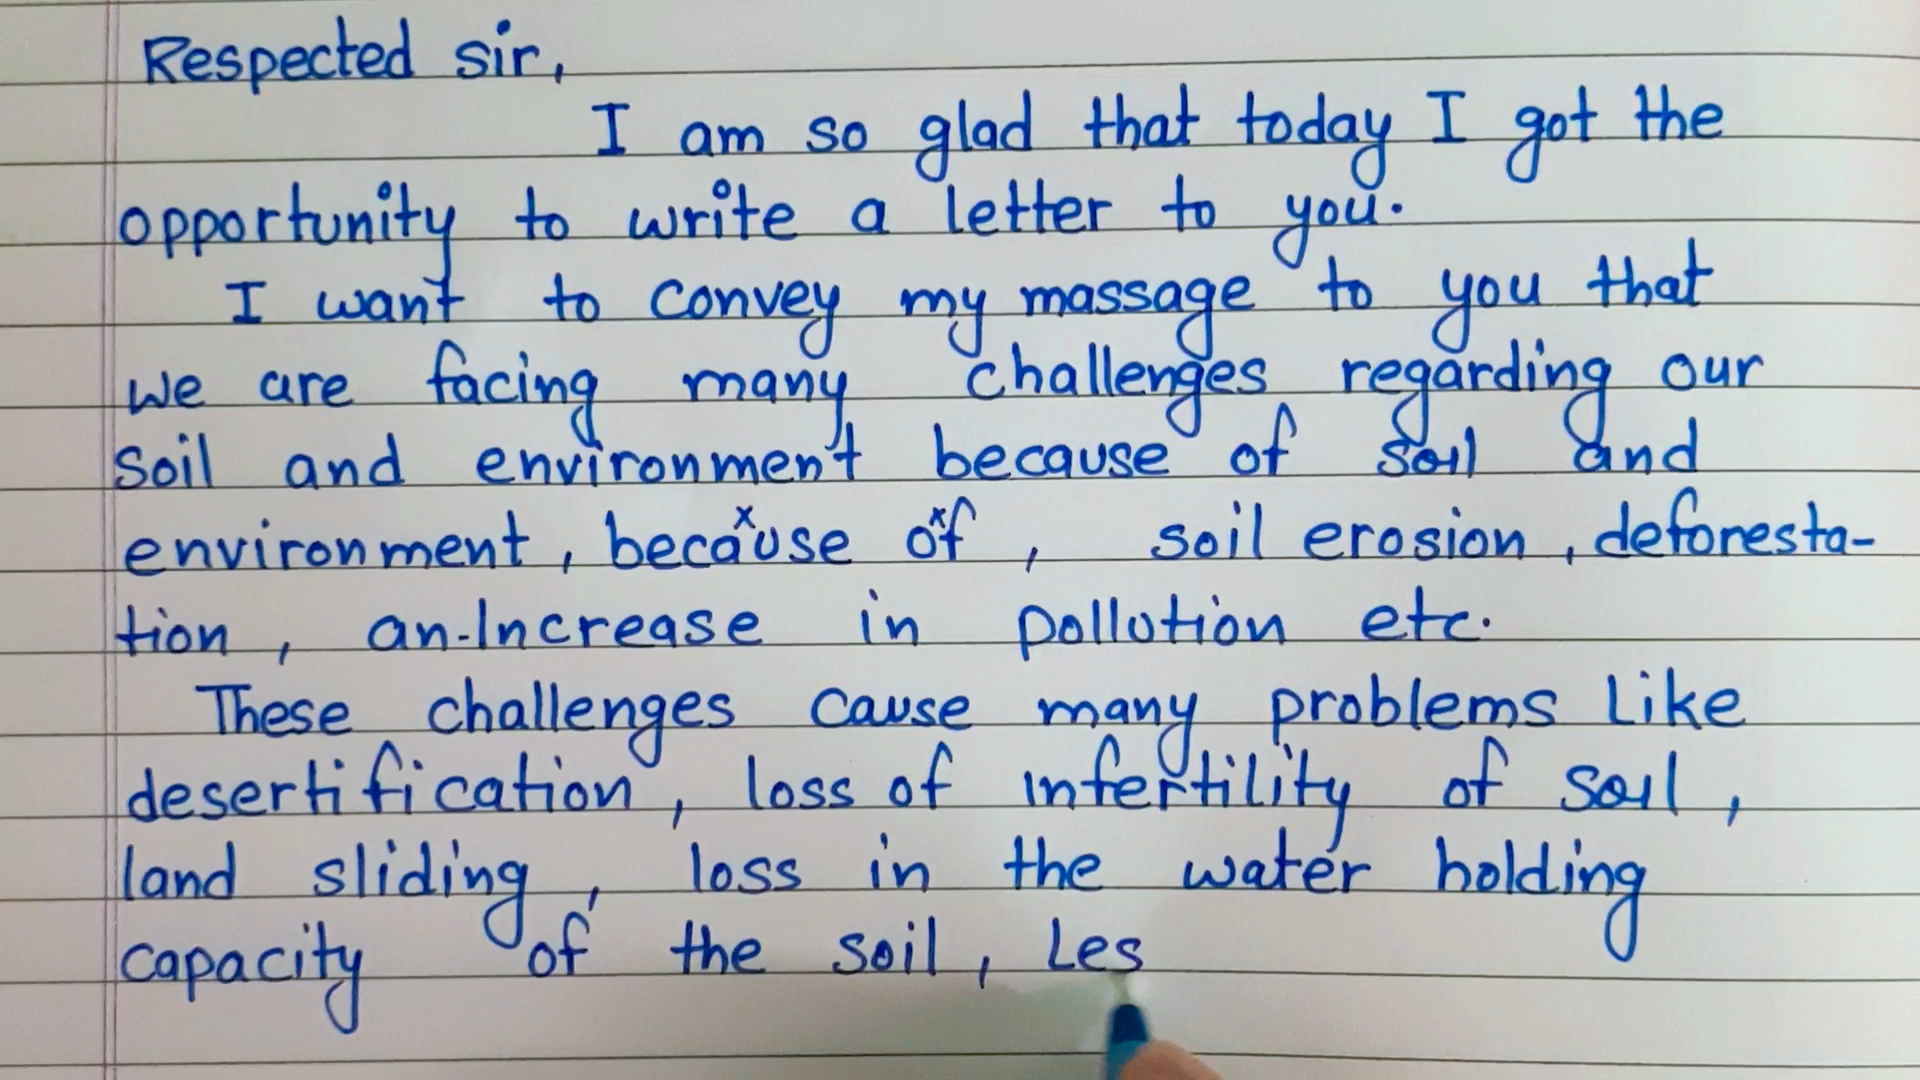 Respected sir,
I am so glad that today I got the
opportunity to write a letter to you.
I want to convey my massage to you that
we are facing many challenges regarding our
soil and environment because of soil and
environment, because of, soil erosion, deforesta-
tion, an-Increase in pollution etc.
These challenges cause many problems Like
desertification, loss of infertility of soil,
land sliding, loss in the water holding
capacity of the soil, Les